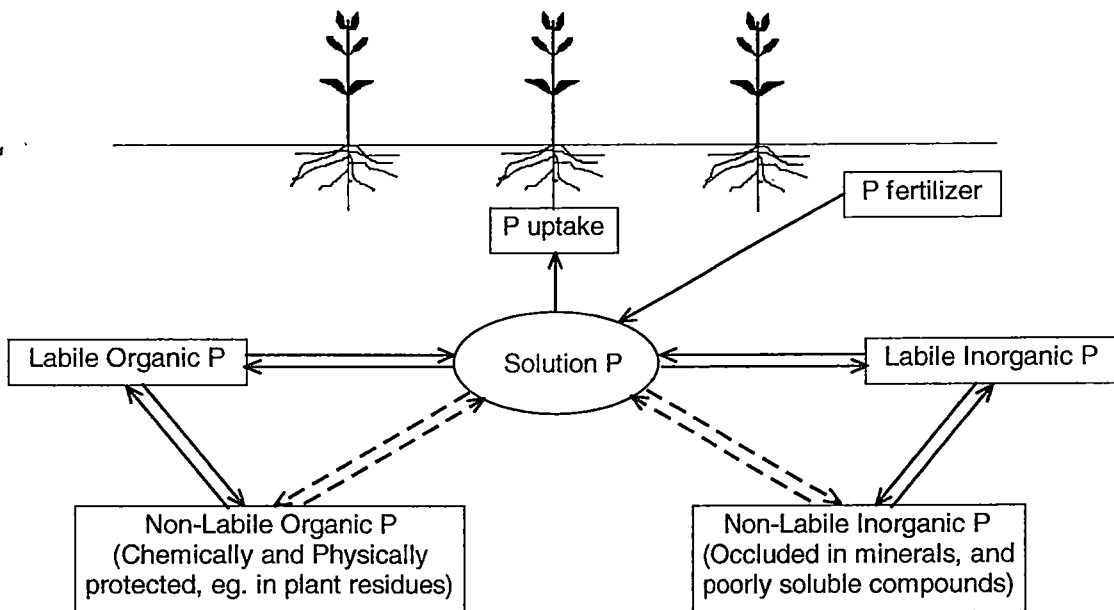 P fertilizer
P uptake
Labile Organic P
Solution P
Labile Inorganic P
Non-Labile Organic P
(Chemically and Physically
protected, eg. in plant residues)
Non-Labile Inorganic P
(Occluded in minerals, and
poorly soluble compounds)